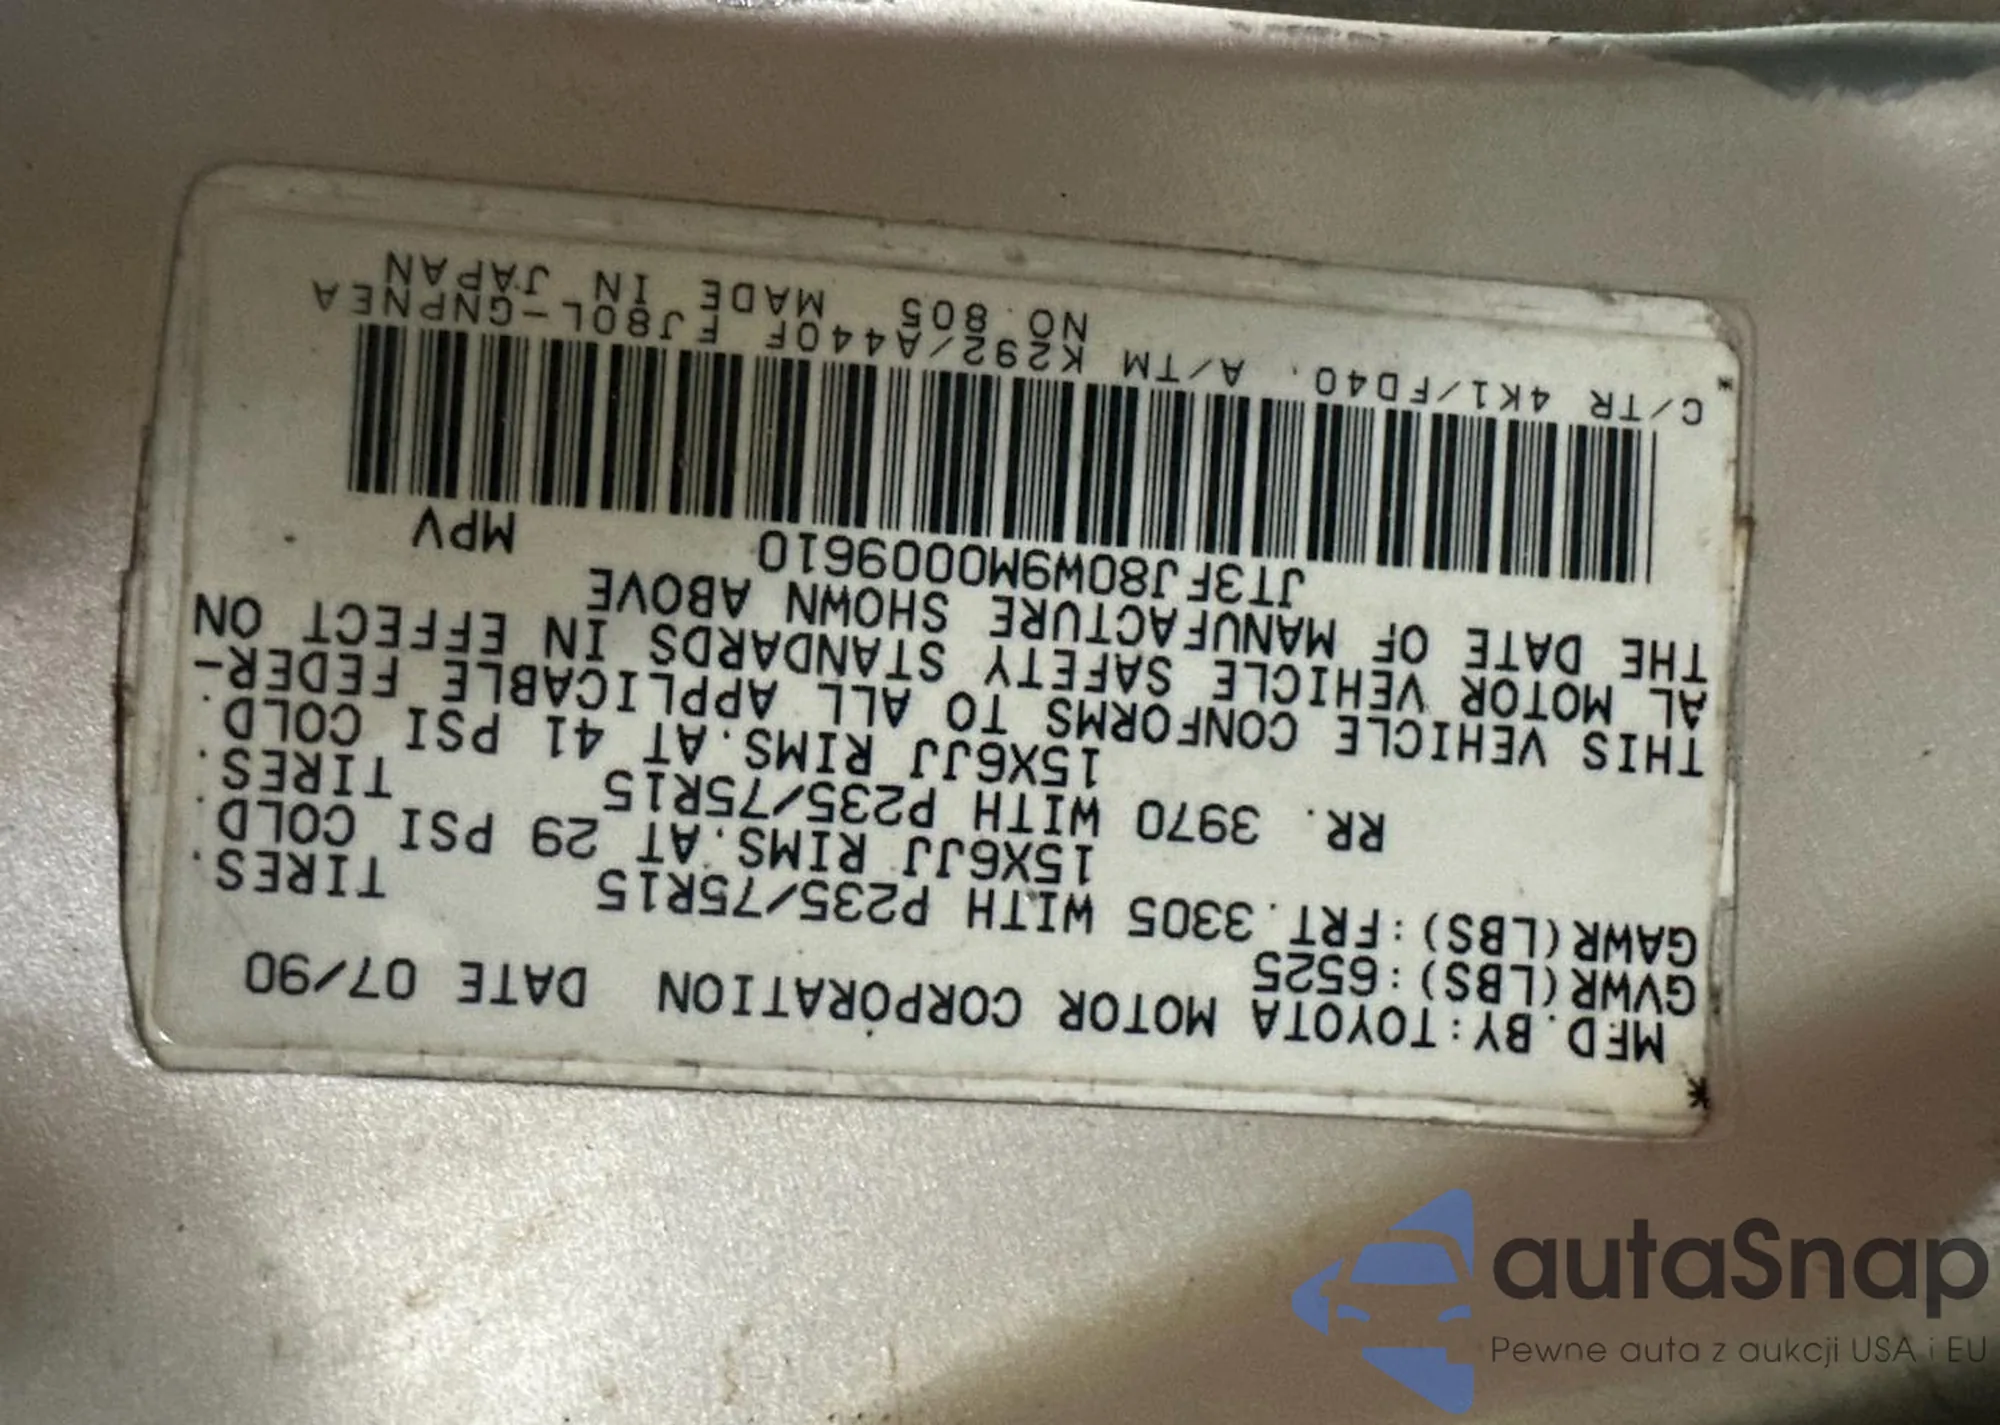 MFD.BY:TOYOTA MOTOR CORPORATION DATE 07/90
GVWR(LBS):6525
GAWR(LBS):FRT.3305 WITH P235/75R15 TIRES.
15X6JJ RIMS.AT 29 PSI COLD.
RR. 3970 WITH P235/75R15 TIRES.
15X6JJ RIMS.AT 41 PSI COLD.
THIS VEHICLE CONFORMS TO ALL APPLICABLE FEDER-
AL MOTOR VEHICLE SAFETY STANDARDS IN EFFECT ON
THE DATE OF MANUFACTURE SHOWN ABOVE
JT3FJ80W9M0009610 MPV
C/TR 4K1/FD40. A/TM K292/A440F FJ80L-GNPNEA
NO.805 MADE IN JAPAN
autaSnap
Pewne auta z aukcji USA i EU